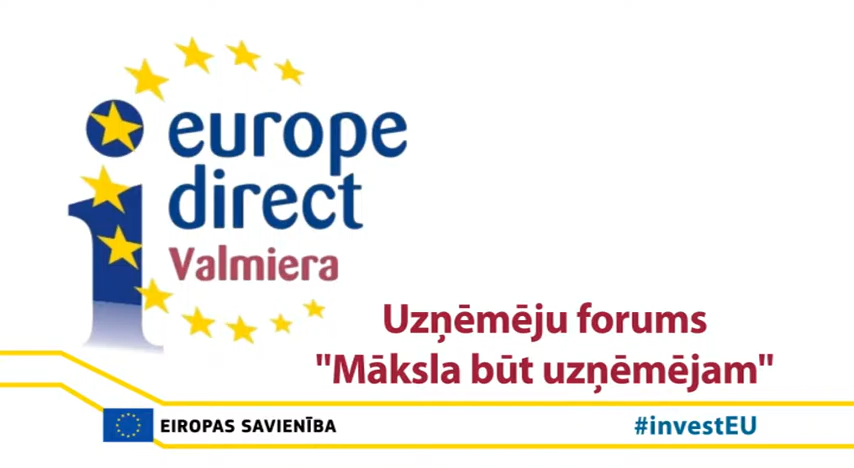 europe
direct
Valmiera
Uzņēmēju forums
"Māksla būt uzņēmējam"
EIROPAS SAVIENĪBA
#investEU